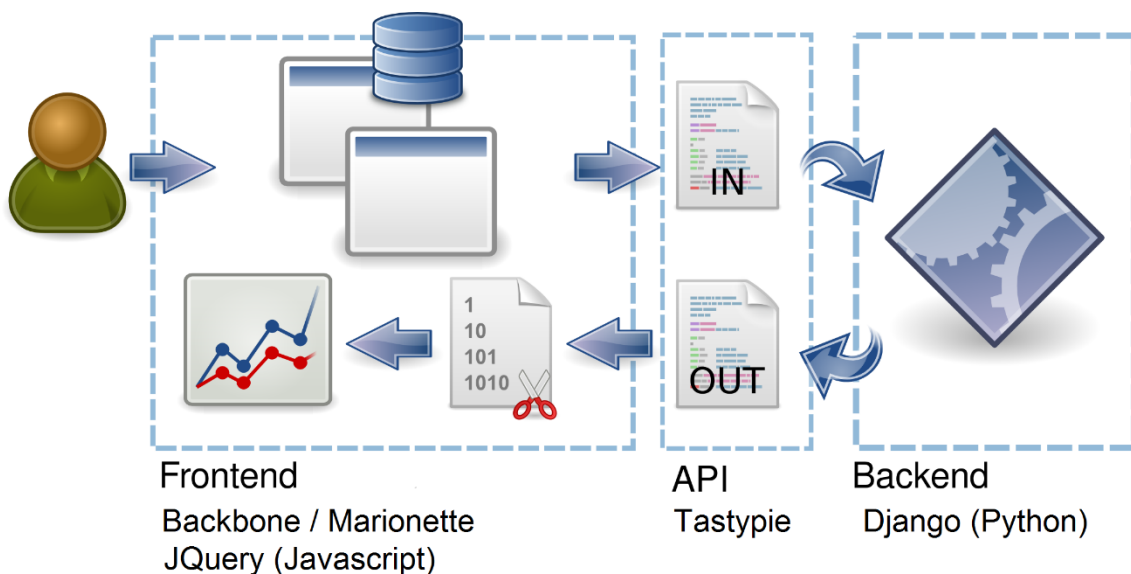 IN
1
10
101
1010
OUT
Frontend
Backbone / Marionette
JQuery (Javascript)
API
Tastypie
Backend
Django (Python)